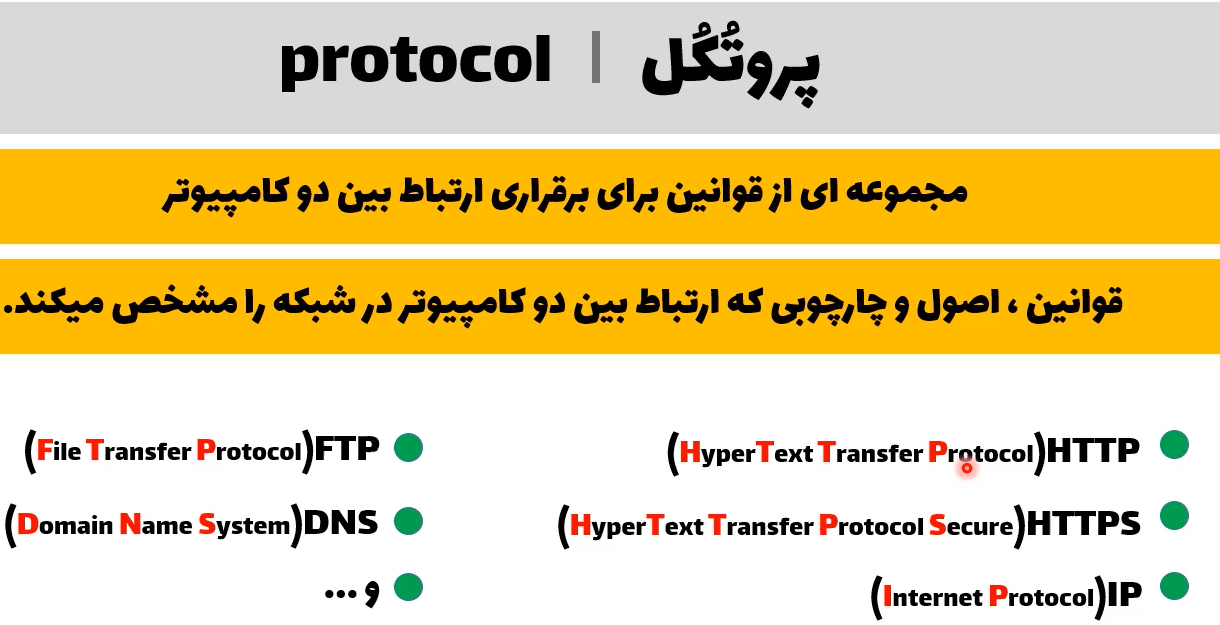 پروتُکُل | protocol
مجموعه ای از قوانین برای برقراری ارتباط بین دو کامپیوتر
قوانین ، اصول و چارچوبی که ارتباط بین دو کامپیوتر در شبکه را مشخص میکند.
HTTP(HyperText Transfer Protocol)
HTTPS(HyperText Transfer Protocol Secure)
IP(Internet Protocol)
FTP(File Transfer Protocol)
DNS(Domain Name System)
و ...